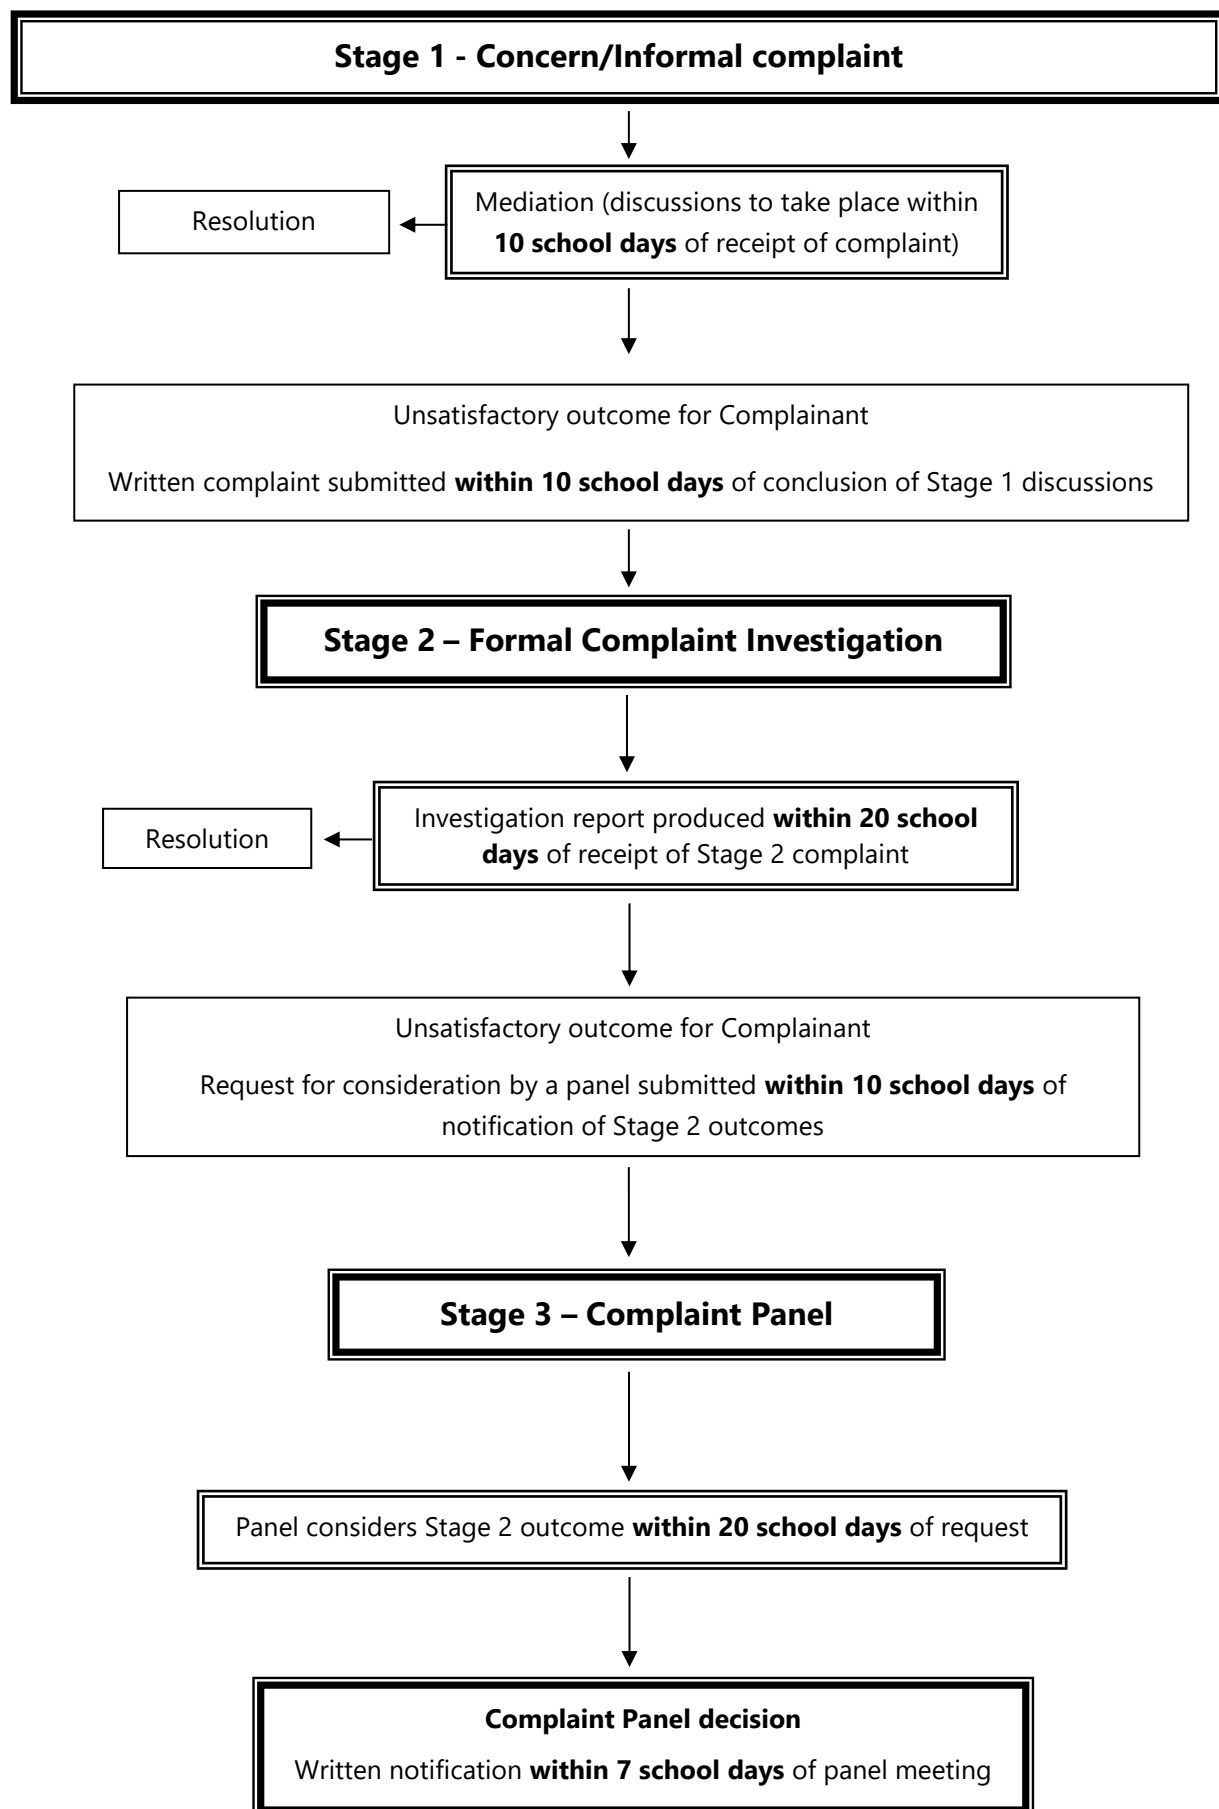 Stage 1 - Concern/Informal complaint
Mediation (discussions to take place within
10 school days of receipt of complaint)
Resolution
Unsatisfactory outcome for Complainant
Written complaint submitted within 10 school days of conclusion of Stage 1 discussions
Stage 2 – Formal Complaint Investigation
Investigation report produced within 20 school
days of receipt of Stage 2 complaint
Resolution
Unsatisfactory outcome for Complainant
Request for consideration by a panel submitted within 10 school days of
notification of Stage 2 outcomes
Stage 3 – Complaint Panel
Panel considers Stage 2 outcome within 20 school days of request
Complaint Panel decision
Written notification within 7 school days of panel meeting